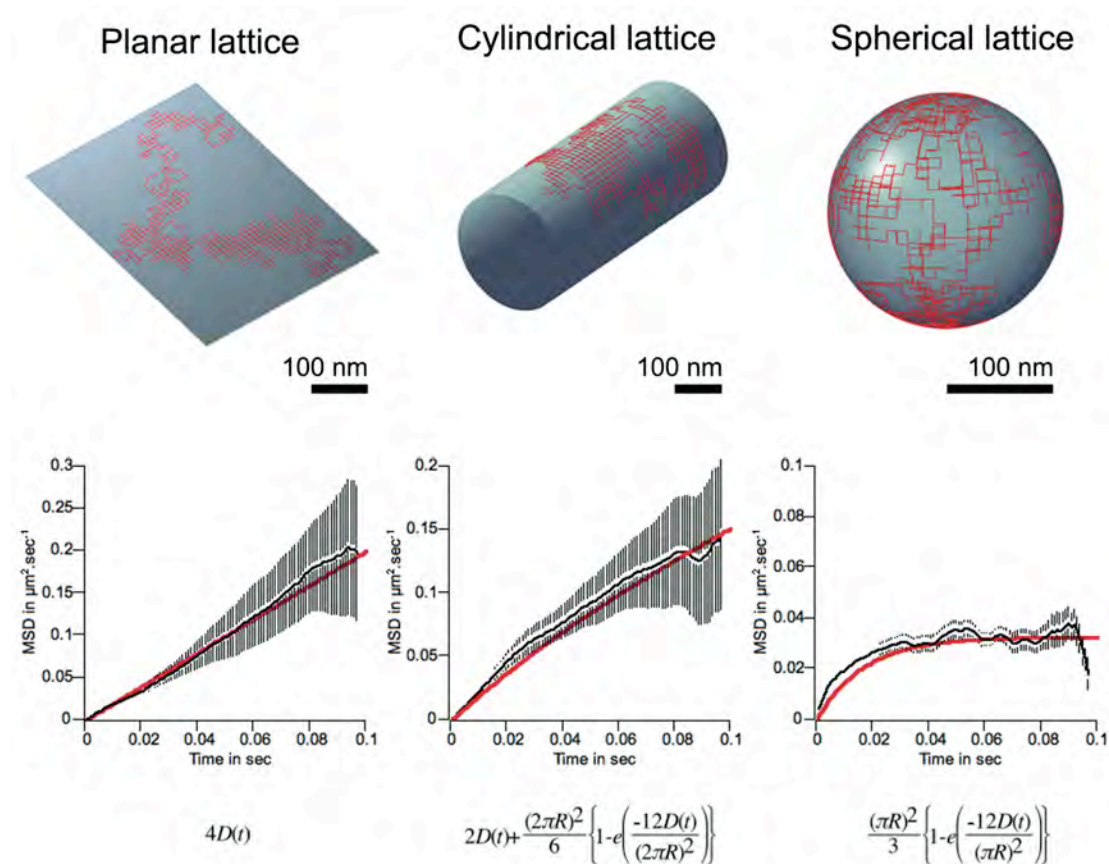 Planar lattice
Cylindrical lattice
Spherical lattice
100 nm
100 nm
100 nm
MSD in μm².sec⁻¹
0.3
0.25
0.2
0.15
0.1
0.05
0
0
0.02
0.04
0.06
0.08
0.1
Time in sec
MSD in μm².sec⁻¹
0.2
0.15
0.1
0.05
0
0
0.02
0.04
0.06
0.08
0.1
Time in sec
MSD in μm².sec⁻¹
0.1
0.08
0.06
0.04
0.02
0
0
0.02
0.04
0.06
0.08
0.1
Time in sec
4D(t)
2D(t)+ (2πR)²/6 {1-e(-12D(t)/(2πR)²)}
(πR)²/3 {1-e(-12D(t)/(πR)²)}